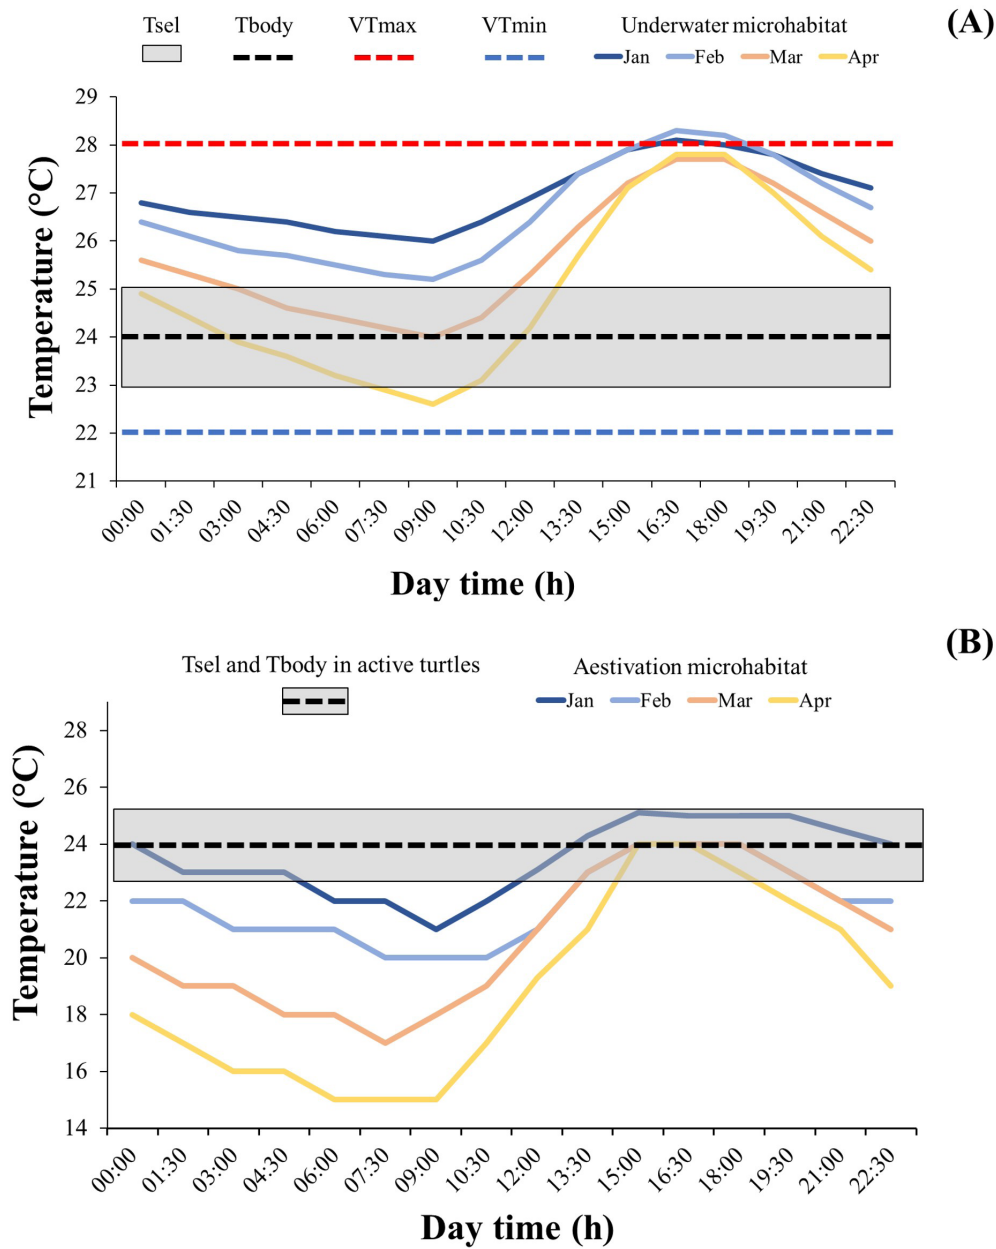 (A)
Tsel Tbody VTmax VTmin Underwater microhabitat
Jan Feb Mar Apr
29
28
27
26
25
24
23
22
21
Temperature (°C)
00:00 01:30 03:00 04:30 06:00 07:30 09:00 10:30 12:00 13:30 15:00 16:30 18:00 19:30 21:00 22:30
Day time (h)
(B)
Tsel and Tbody in active turtles Aestivation microhabitat
Jan Feb Mar Apr
28
26
24
22
20
18
16
14
Temperature (°C)
00:00 01:30 03:00 04:30 06:00 07:30 09:00 10:30 12:00 13:30 15:00 16:30 18:00 19:30 21:00 22:30
Day time (h)